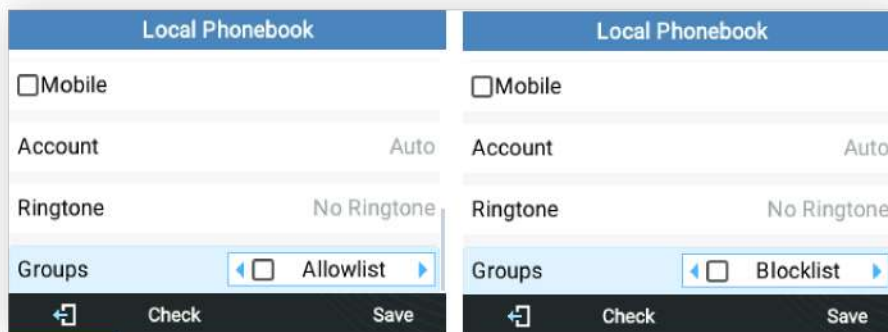 Local Phonebook
Mobile
Account Auto
Ringtone No Ringtone
Groups Allowlist
Check Save
Local Phonebook
Mobile
Account Auto
Ringtone No Ringtone
Groups Blocklist
Check Save